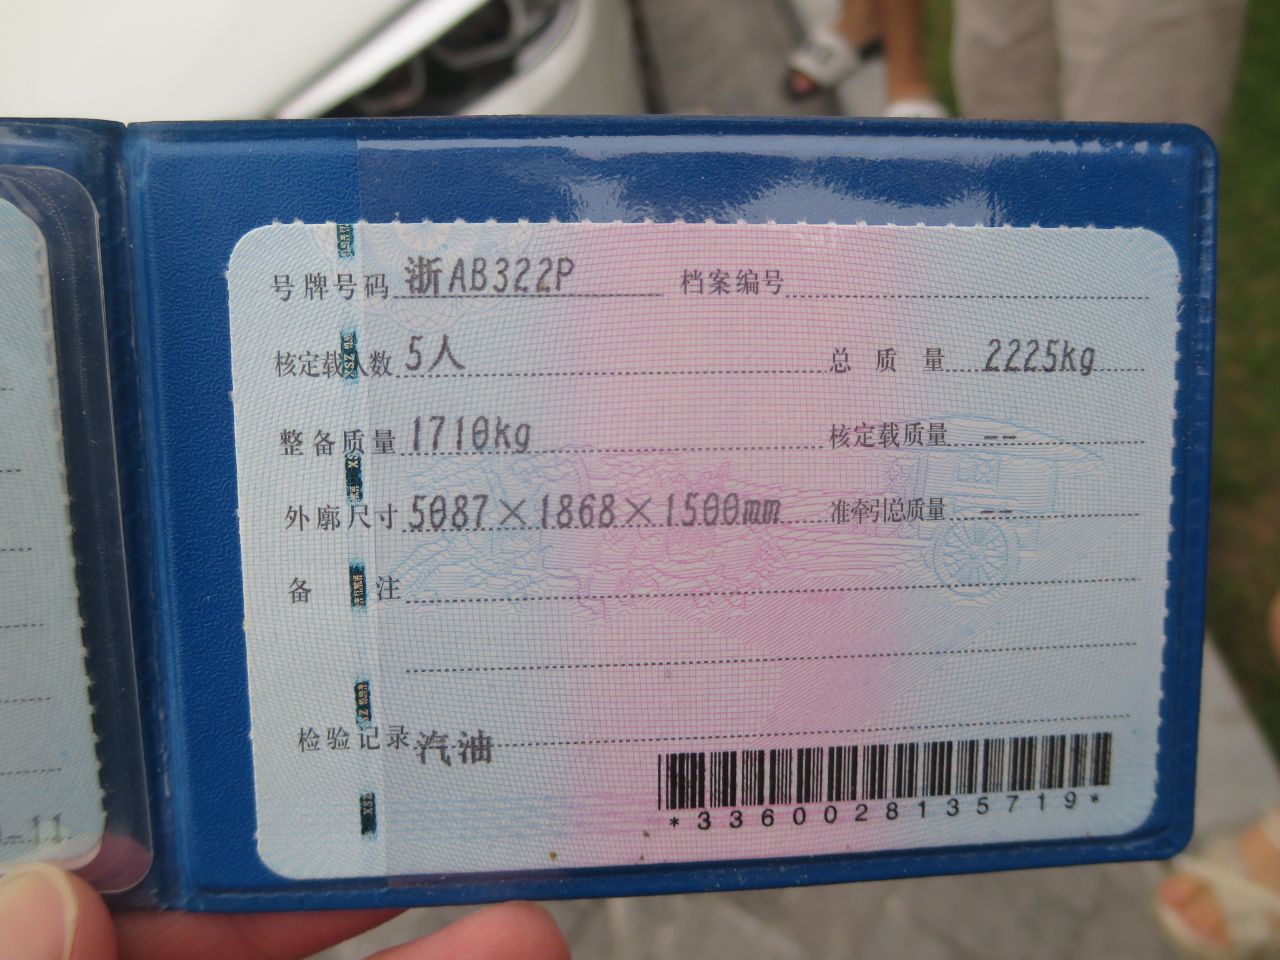 号牌号码 浙AB322P 档案编号
核定载人数 5人 总质量 2225kg
整备质量 1710kg 核定载质量 --
外廓尺寸 5087×1868×1500mm 准牵引总质量 --
备注
检验记录 汽油
*3360028135719*
-11
XSZ